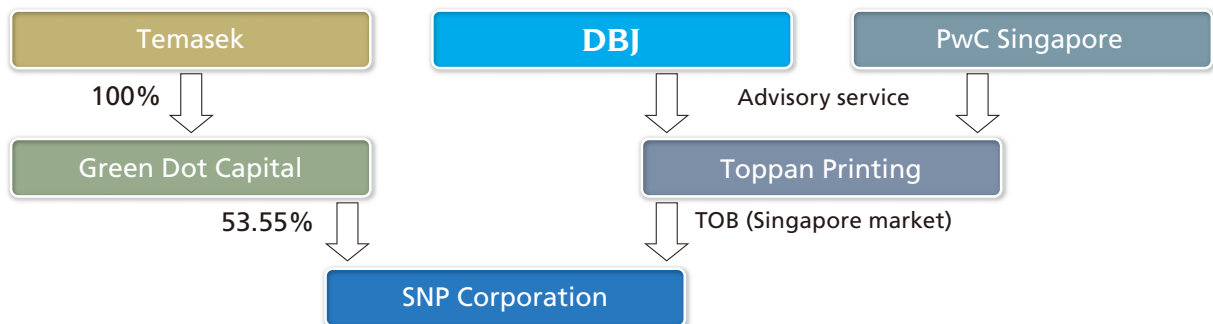 Temasek
DBJ
PwC Singapore
100%
Advisory service
Green Dot Capital
Toppan Printing
53.55%
TOB (Singapore market)
SNP Corporation